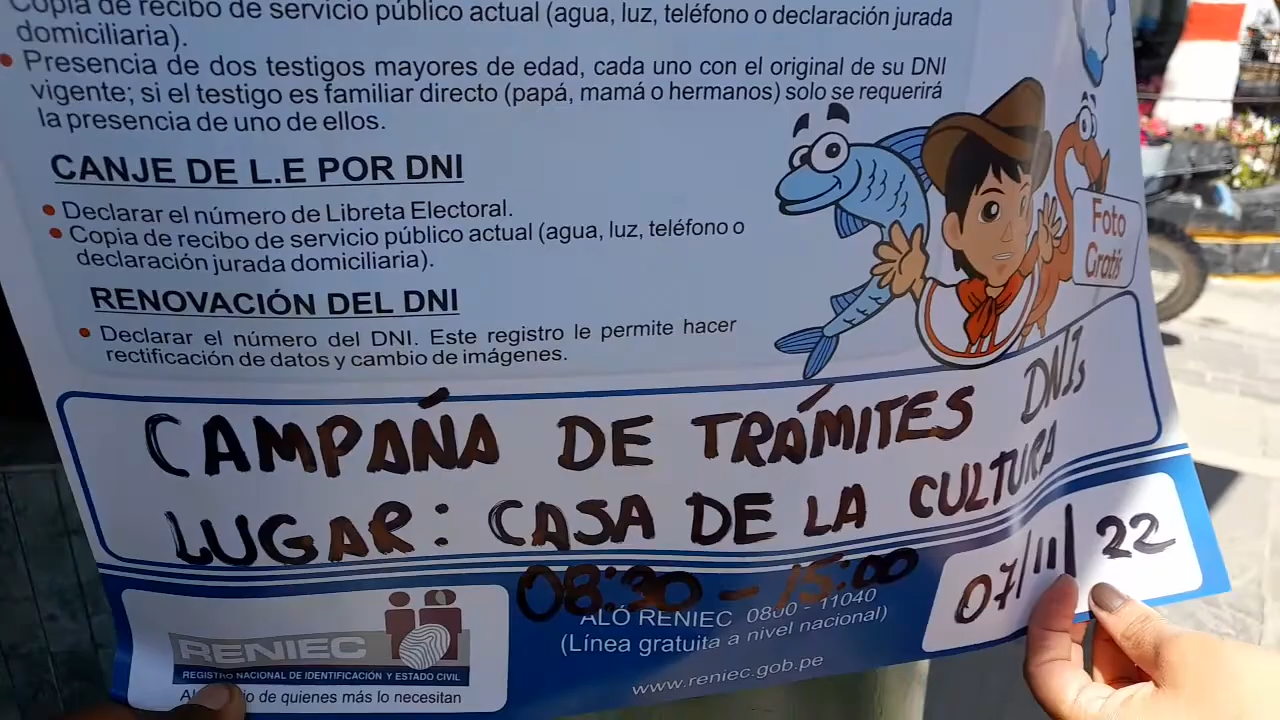 Copia de recibo de servicio público actual (agua, luz, teléfono o declaración jurada
domiciliaria).
• Presencia de dos testigos mayores de edad, cada uno con el original de su DNI
vigente; si el testigo es familiar directo (papá, mamá o hermanos) solo se requerirá
la presencia de uno de ellos.
CANJE DE L.E POR DNI
• Declarar el número de Libreta Electoral.
• Copia de recibo de servicio público actual (agua, luz, teléfono o
declaración jurada domiciliaria).
RENOVACIÓN DEL DNI
• Declarar el número del DNI. Este registro le permite hacer
rectificación de datos y cambio de imágenes.
Foto
Gratis
CAMPAÑA DE TRÁMITES DNIs
LUGAR: CASA DE LA CULTURA
08:30 - 15:00
07/11/22
ALÓ RENIEC 0800 - 11040
(Línea gratuita a nivel nacional)
www.reniec.gob.pe
RENIEC
REGISTRO NACIONAL DE IDENTIFICACIÓN Y ESTADO CIVIL
de quienes más lo necesitan